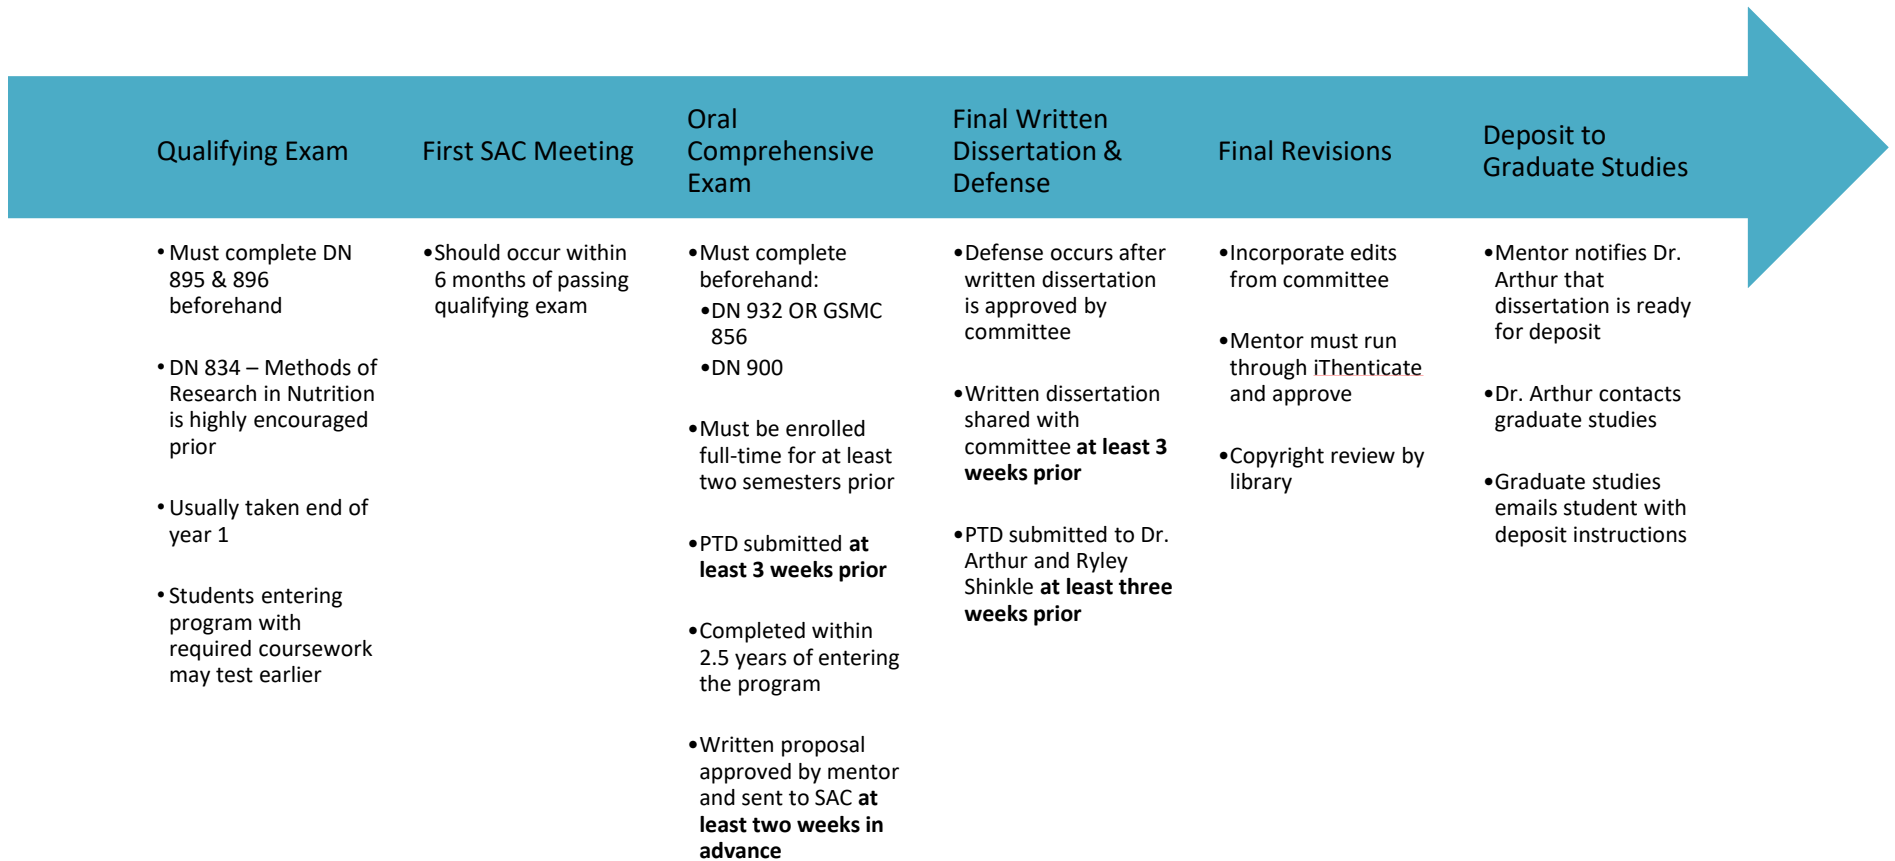 Qualifying Exam
First SAC Meeting
Oral
Comprehensive
Exam
Final Written
Dissertation &
Defense
Final Revisions
Deposit to
Graduate Studies
• Must complete DN
895 & 896
beforehand
• DN 834 – Methods of
Research in Nutrition
is highly encouraged
prior
• Usually taken end of
year 1
• Students entering
program with
required coursework
may test earlier
•Should occur within
6 months of passing
qualifying exam
•Must complete
beforehand:
•DN 932 OR GSMC
856
•DN 900
•Must be enrolled
full-time for at least
two semesters prior
•PTD submitted at
least 3 weeks prior
•Completed within
2.5 years of entering
the program
•Written proposal
approved by mentor
and sent to SAC at
least two weeks in
advance
•Defense occurs after
written dissertation
is approved by
committee
•Written dissertation
shared with
committee at least 3
weeks prior
•PTD submitted to Dr.
Arthur and Ryley
Shinkle at least three
weeks prior
•Incorporate edits
from committee
•Mentor must run
through iThenticate
and approve
•Copyright review by
library
•Mentor notifies Dr.
Arthur that
dissertation is ready
for deposit
•Dr. Arthur contacts
graduate studies
•Graduate studies
emails student with
deposit instructions